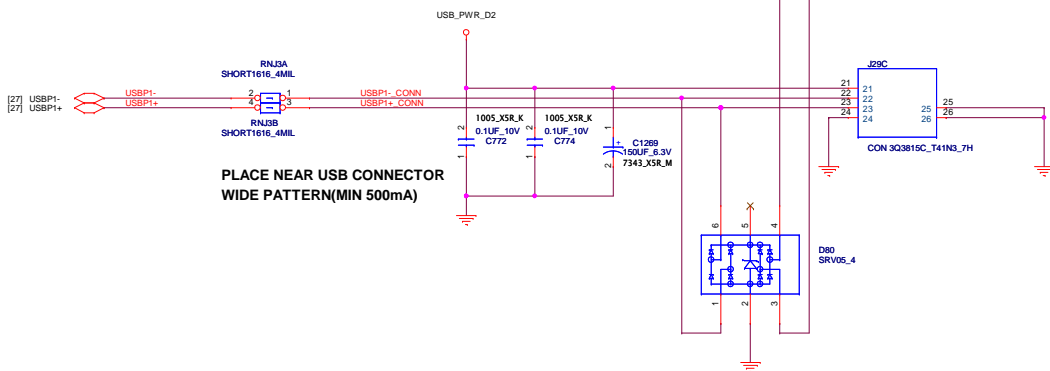 USB_PWR_D2
RNJ3A
SHORT1616_4MIL
J29C
[27] USBP1-
USBP1-
2
1
USBP1-_CONN
[27] USBP1+
USBP1+
4
3
USBP1+_CONN
RNJ3B
SHORT1616_4MIL
21
22
23
24
21
22
23
24
25
26
25
26
CON 3Q3815C_T41N3_7H
1005_X5R_K
0.1UF_10V
C772
2
1
1005_X5R_K
0.1UF_10V
C774
2
1
1
+
C1269
150UF_6.3V
7343_X5R_M
2
PLACE NEAR USB CONNECTOR
WIDE PATTERN(MIN 500mA)
6
5
4
D80
SRV05_4
1
2
3